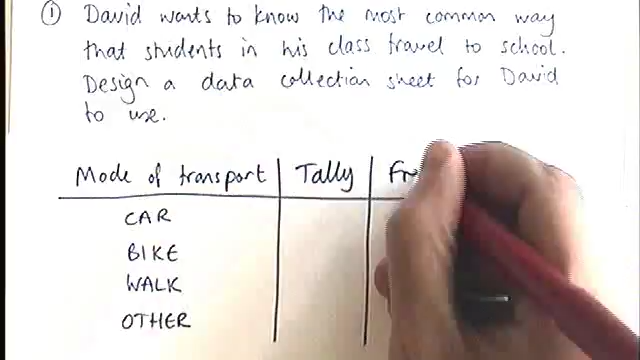 ① David wants to know the most common way
that students in his class travel to school.
Design a data collection sheet for David
to use.
Mode of transport Tally Fr
CAR
BIKE
WALK
OTHER